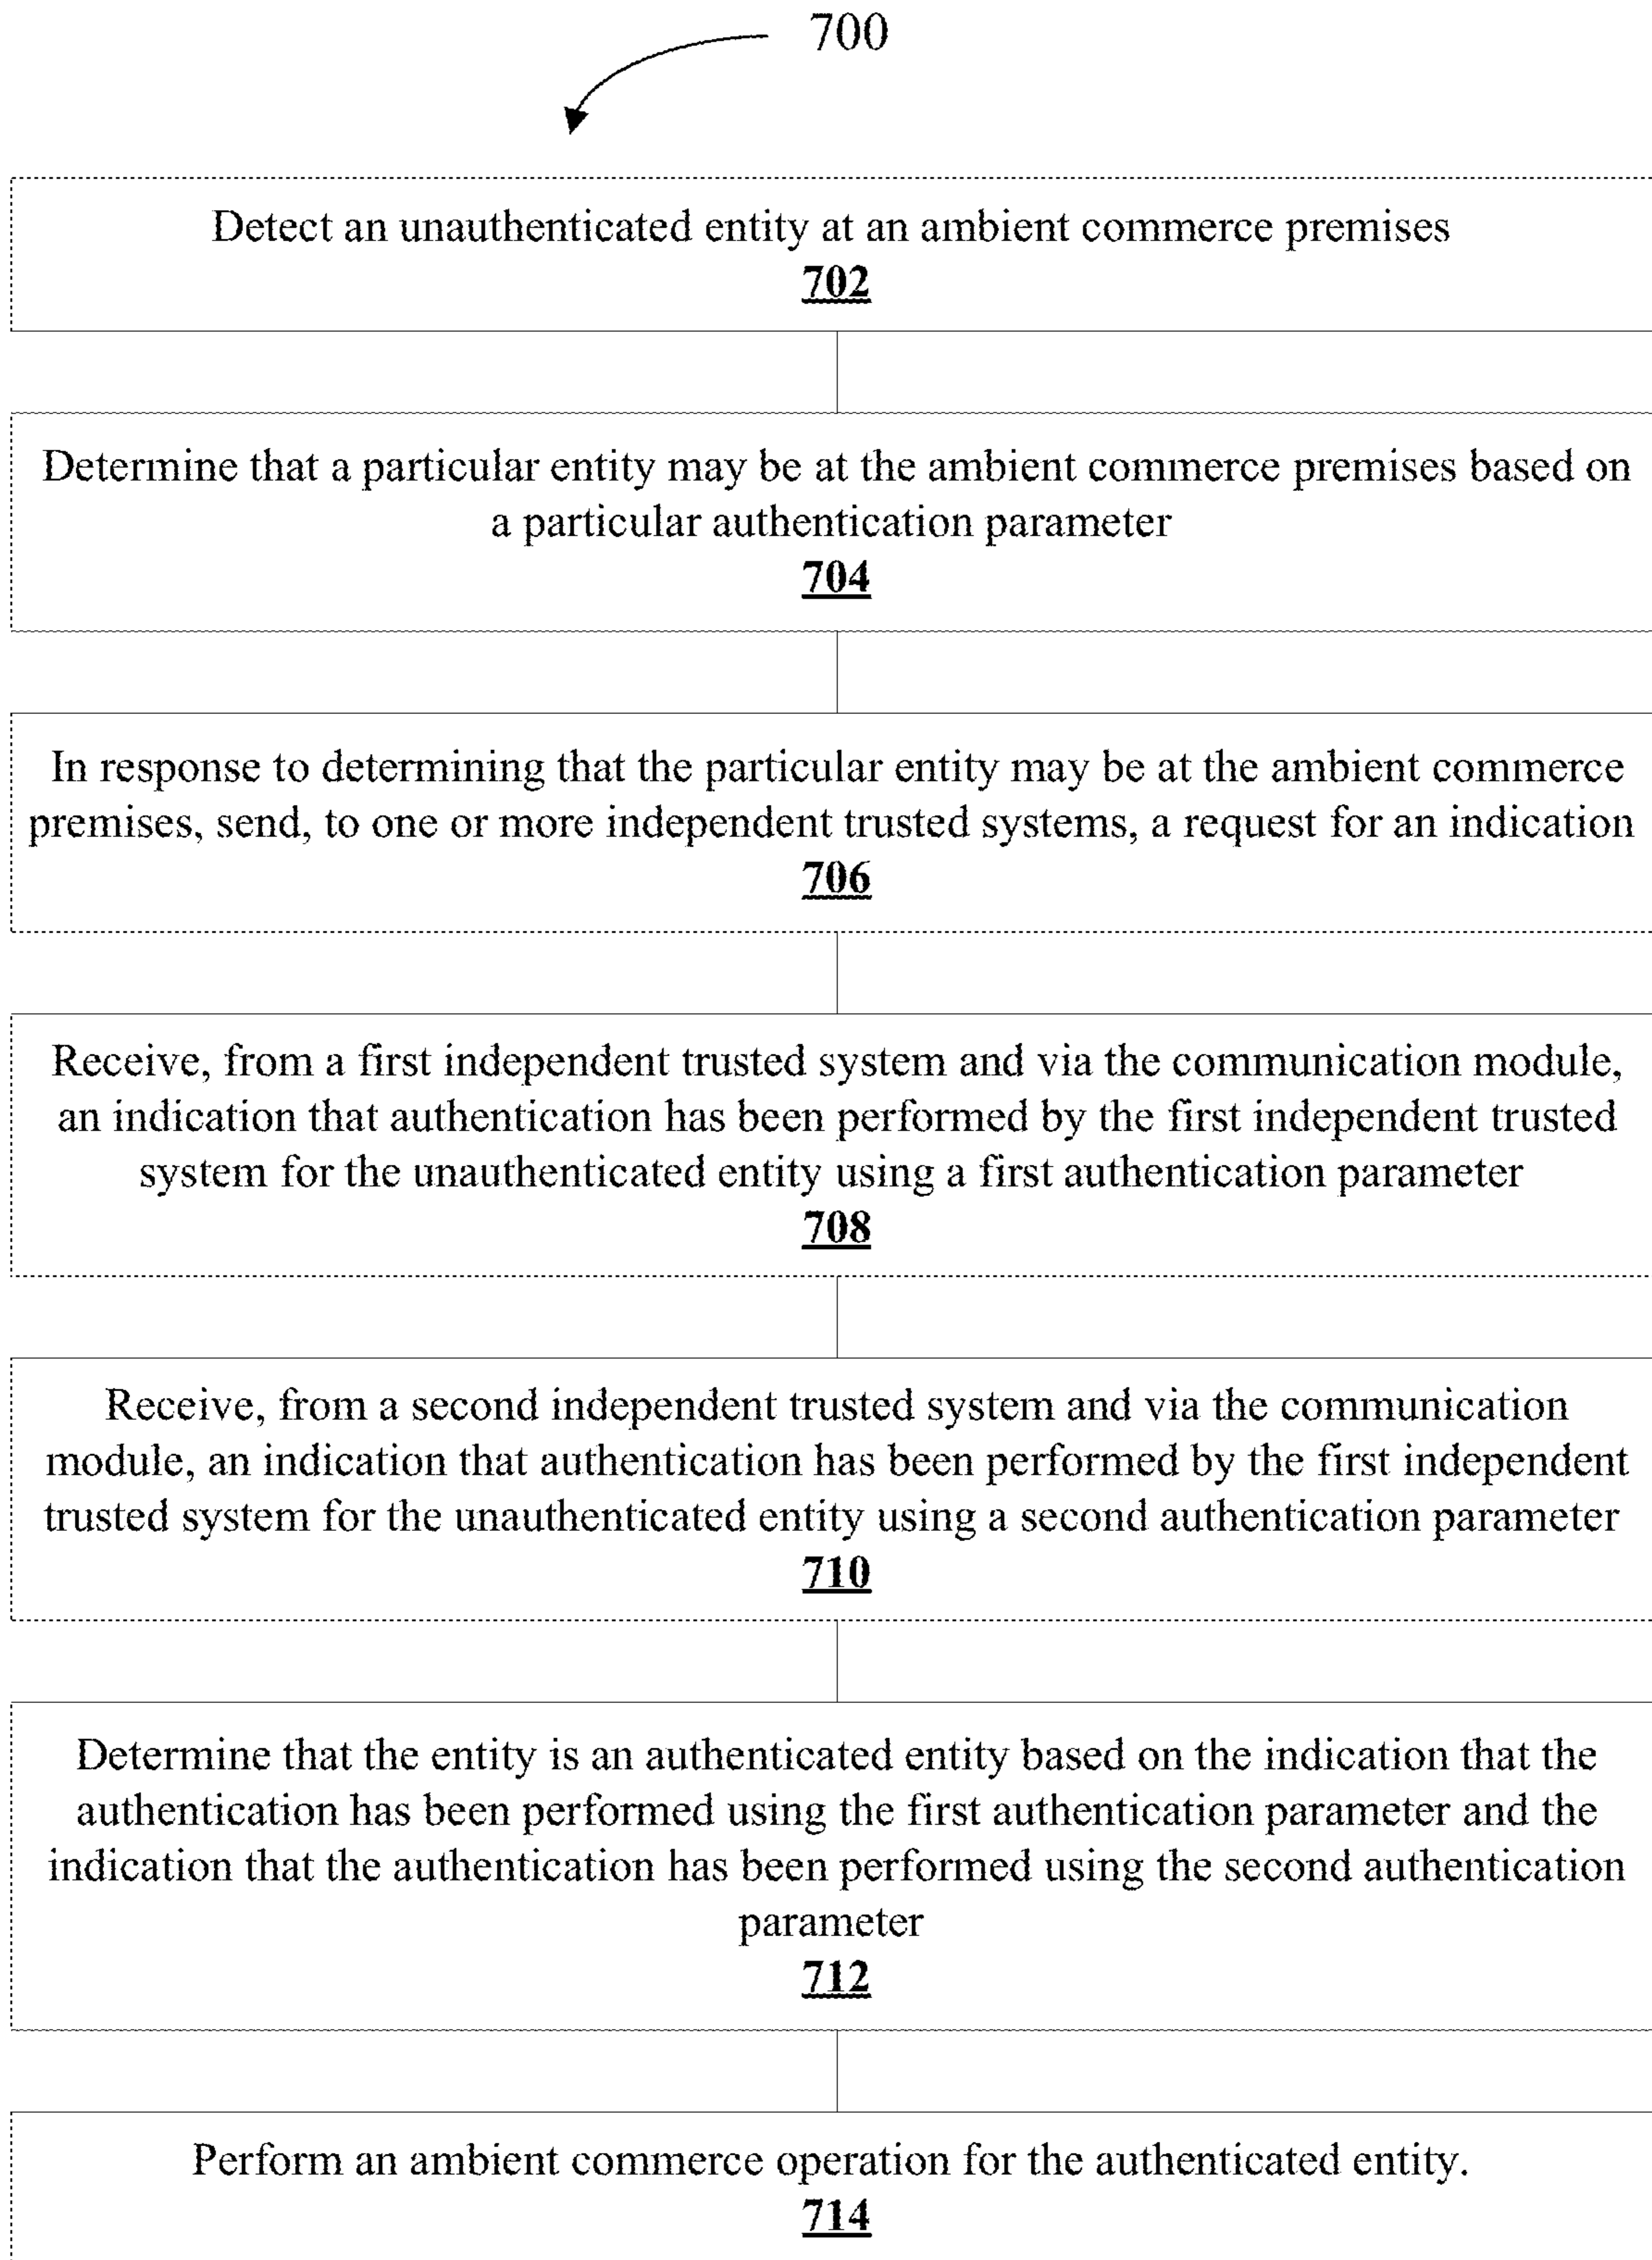 700
Detect an unauthenticated entity at an ambient commerce premises
702
Determine that a particular entity may be at the ambient commerce premises based on
a particular authentication parameter
704
In response to determining that the particular entity may be at the ambient commerce
premises, send, to one or more independent trusted systems, a request for an indication
706
Receive, from a first independent trusted system and via the communication module,
an indication that authentication has been performed by the first independent trusted
system for the unauthenticated entity using a first authentication parameter
708
Receive, from a second independent trusted system and via the communication
module, an indication that authentication has been performed by the first independent
trusted system for the unauthenticated entity using a second authentication parameter
710
Determine that the entity is an authenticated entity based on the indication that the
authentication has been performed using the first authentication parameter and the
indication that the authentication has been performed using the second authentication
parameter
712
Perform an ambient commerce operation for the authenticated entity.
714